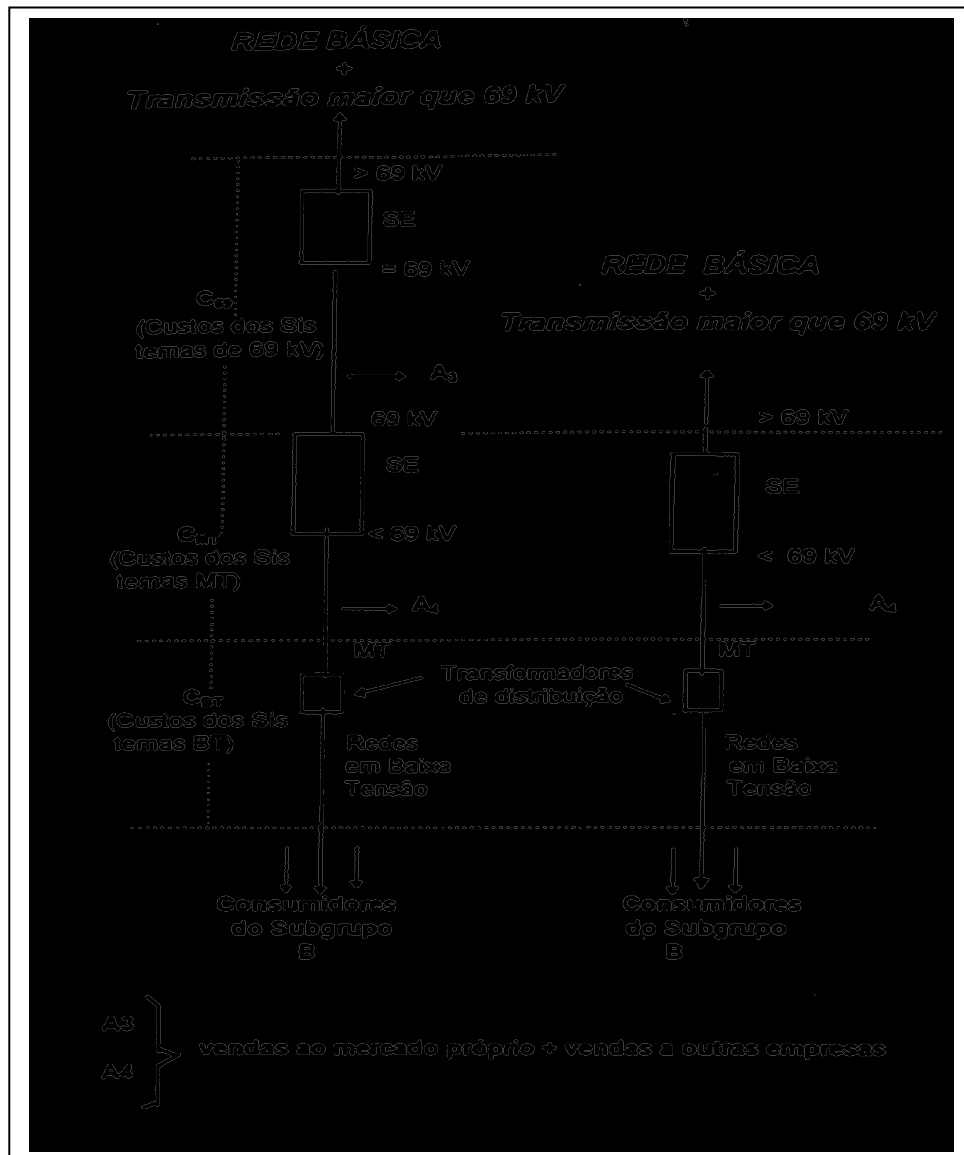 REDE BÁSICA
+
Transmissão maior que 69 kV
> 69 kV
SE
= 69 kV
C69
(Custos dos Sis
temas de 69 kV)
A3
69 kV
SE
< 69 kV
CMT
(Custos dos Sis
temas MT)
A4
MT
CBT
(Custos dos Sis
temas BT)
Transformadores
de distribuição
Redes
em Baixa
Tensão
Consumidores
do Subgrupo
B
REDE BÁSICA
+
Transmissão maior que 69 kV
> 69 kV
SE
< 69 kV
A4
MT
Redes
em Baixa
Tensão
Consumidores
do Subgrupo
B
A3
A4
vendas ao mercado próprio + vendas a outras empresas